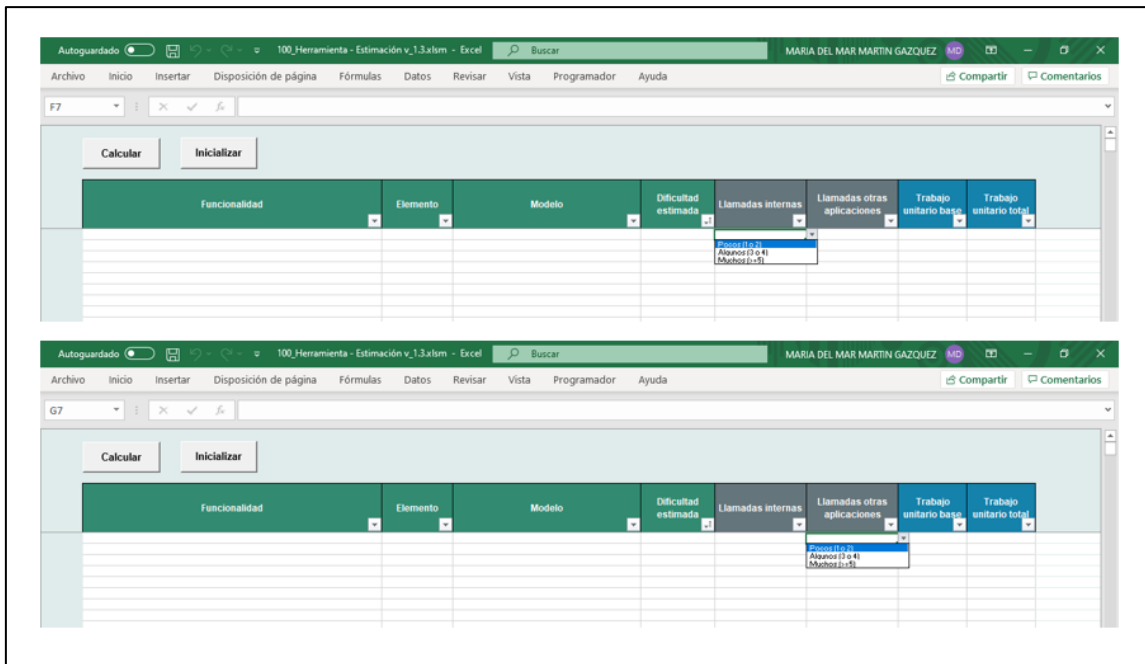 Autoguardado 100_Herramienta - Estimación v_1.3.xlsm - Excel Buscar MARIA DEL MAR MARTIN GAZQUEZ MD
Archivo Inicio Insertar Disposición de página Fórmulas Datos Revisar Vista Programador Ayuda Compartir Comentarios
F7 fx
Calcular Inicializar
Funcionalidad Elemento Modelo Dificultad estimada Llamadas internas Llamadas otras aplicaciones Trabajo unitario base Trabajo unitario total
Pocos (1 o 2)
Algunos (3 o 4)
Muchos (>=5)
Autoguardado 100_Herramienta - Estimación v_1.3.xlsm - Excel Buscar MARIA DEL MAR MARTIN GAZQUEZ MD
Archivo Inicio Insertar Disposición de página Fórmulas Datos Revisar Vista Programador Ayuda Compartir Comentarios
G7 fx
Calcular Inicializar
Funcionalidad Elemento Modelo Dificultad estimada Llamadas internas Llamadas otras aplicaciones Trabajo unitario base Trabajo unitario total
Pocos (1 o 2)
Algunos (3 o 4)
Muchos (>=5)